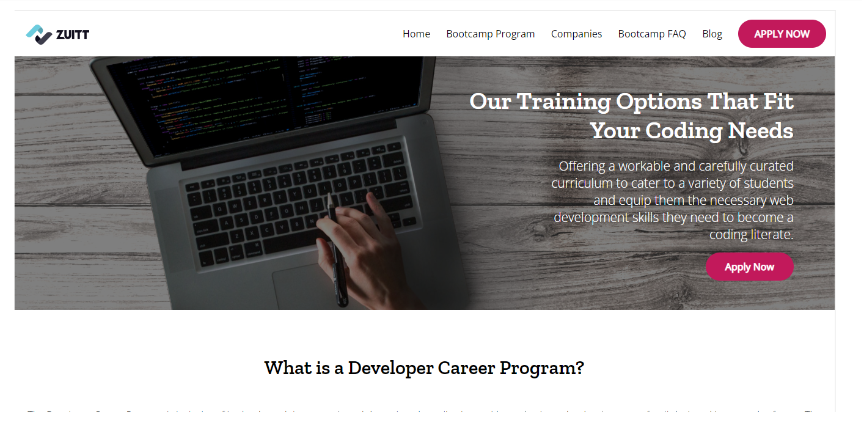 ZUITT
Home Bootcamp Program Companies Bootcamp FAQ Blog APPLY NOW
Our Training Options That Fit
Your Coding Needs
Offering a workable and carefully curated
curriculum to cater to a variety of students
and equip them the necessary web
development skills they need to become a
coding literate.
Apply Now
What is a Developer Career Program?